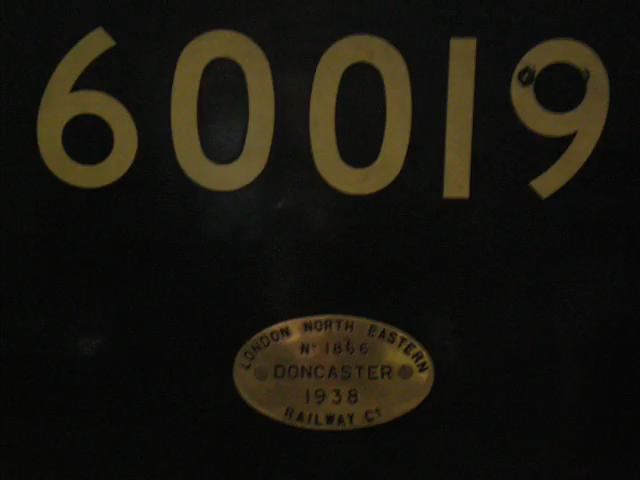 60019
LONDON NORTH EASTERN
Nº 1866
DONCASTER
1938
RAILWAY Cº